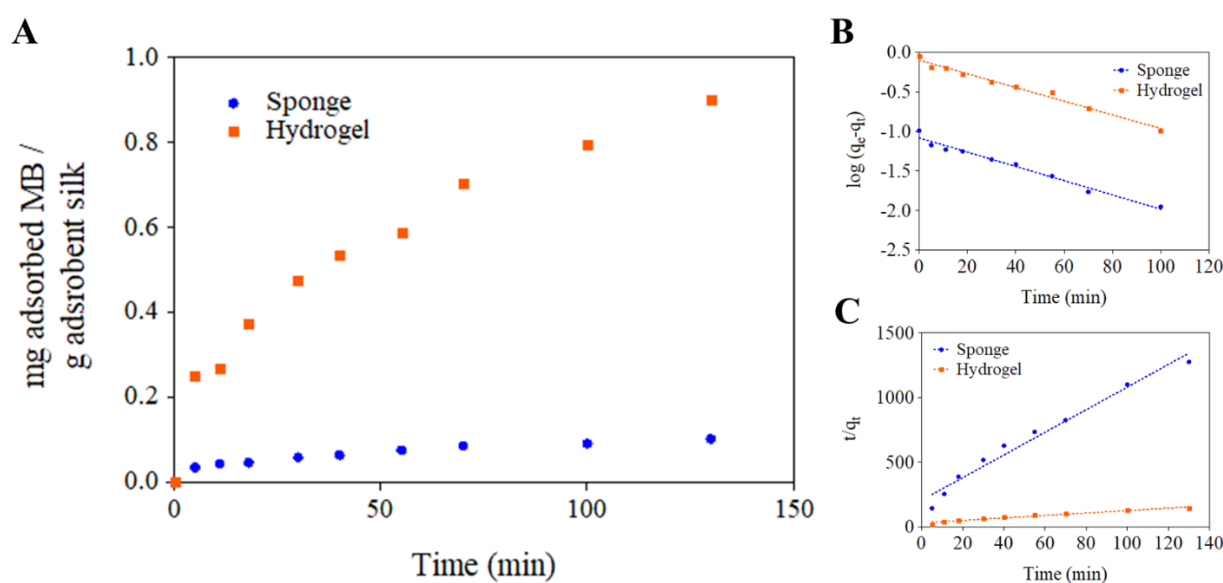 A
mg adsorbed MB /
g adsrobent silk
1.0
0.8
0.6
0.4
0.2
0.0
0
50
100
150
Time (min)
Sponge
Hydrogel
B
log (qe-qt)
0.0
-0.5
-1.0
-1.5
-2.0
-2.5
0
20
40
60
80
100
120
Time (min)
Sponge
Hydrogel
C
t/qt
1500
1000
500
0
0
20
40
60
80
100
120
140
Time (min)
Sponge
Hydrogel